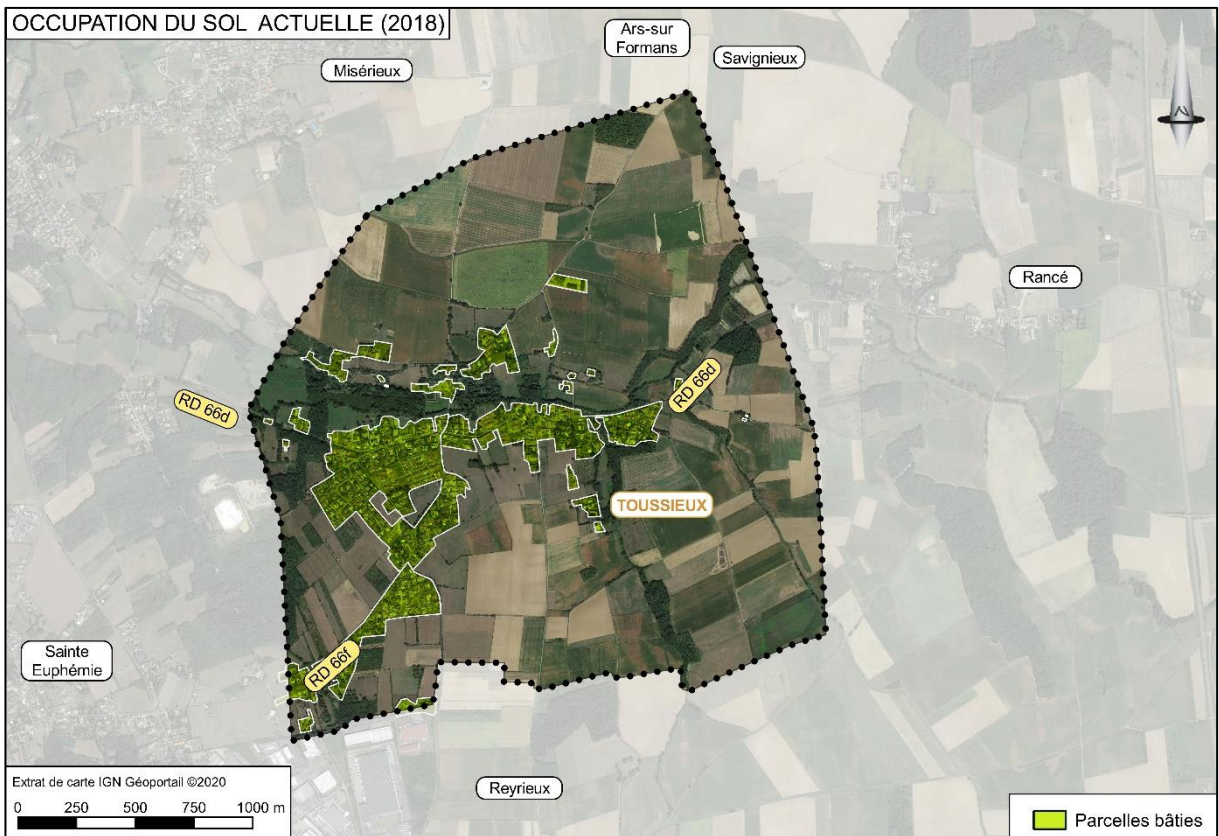 OCCUPATION DU SOL ACTUELLE (2018)
Ars-sur
Formans
Savignieux
Misérieux
Rancé
RD 66d
RD 66d
TOUSSIEUX
Sainte
Euphémie
RD 66f
Reyrieux
Extrat de carte IGN Géoportail ©2020
0 250 500 750 1000 m
Parcelles bâties